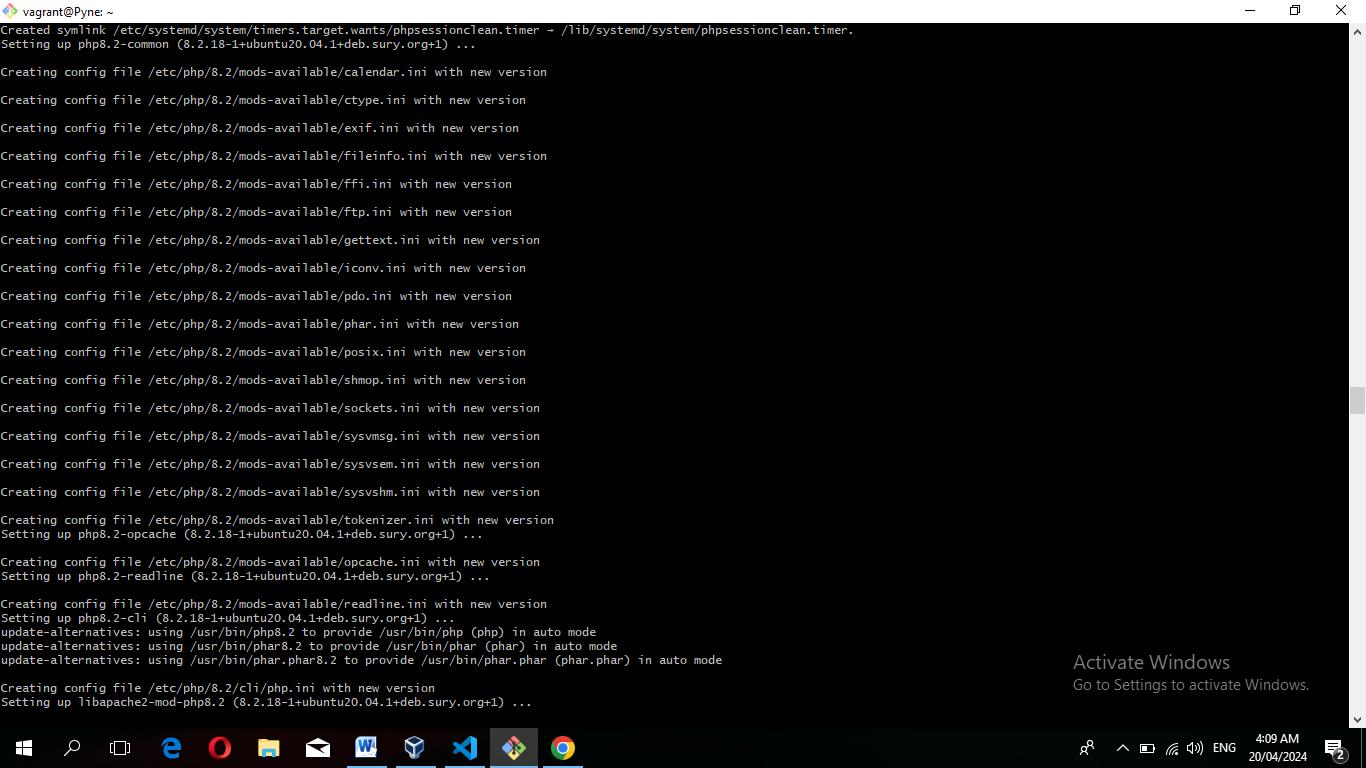 vagrant@Pyne: ~
Created symlink /etc/systemd/system/timers.target.wants/phpsessionclean.timer → /lib/systemd/system/phpsessionclean.timer.
Setting up php8.2-common (8.2.18-1+ubuntu20.04.1+deb.sury.org+1) ...
Creating config file /etc/php/8.2/mods-available/calendar.ini with new version
Creating config file /etc/php/8.2/mods-available/ctype.ini with new version
Creating config file /etc/php/8.2/mods-available/exif.ini with new version
Creating config file /etc/php/8.2/mods-available/fileinfo.ini with new version
Creating config file /etc/php/8.2/mods-available/ffi.ini with new version
Creating config file /etc/php/8.2/mods-available/ftp.ini with new version
Creating config file /etc/php/8.2/mods-available/gettext.ini with new version
Creating config file /etc/php/8.2/mods-available/iconv.ini with new version
Creating config file /etc/php/8.2/mods-available/pdo.ini with new version
Creating config file /etc/php/8.2/mods-available/phar.ini with new version
Creating config file /etc/php/8.2/mods-available/posix.ini with new version
Creating config file /etc/php/8.2/mods-available/shmop.ini with new version
Creating config file /etc/php/8.2/mods-available/sockets.ini with new version
Creating config file /etc/php/8.2/mods-available/sysvmsg.ini with new version
Creating config file /etc/php/8.2/mods-available/sysvsem.ini with new version
Creating config file /etc/php/8.2/mods-available/sysvshm.ini with new version
Creating config file /etc/php/8.2/mods-available/tokenizer.ini with new version
Setting up php8.2-opcache (8.2.18-1+ubuntu20.04.1+deb.sury.org+1) ...
Creating config file /etc/php/8.2/mods-available/opcache.ini with new version
Setting up php8.2-readline (8.2.18-1+ubuntu20.04.1+deb.sury.org+1) ...
Creating config file /etc/php/8.2/mods-available/readline.ini with new version
Setting up php8.2-cli (8.2.18-1+ubuntu20.04.1+deb.sury.org+1) ...
update-alternatives: using /usr/bin/php8.2 to provide /usr/bin/php (php) in auto mode
update-alternatives: using /usr/bin/phar8.2 to provide /usr/bin/phar (phar) in auto mode
update-alternatives: using /usr/bin/phar.phar8.2 to provide /usr/bin/phar.phar (phar.phar) in auto mode
Creating config file /etc/php/8.2/cli/php.ini with new version
Setting up libapache2-mod-php8.2 (8.2.18-1+ubuntu20.04.1+deb.sury.org+1) ...
Activate Windows
Go to Settings to activate Windows.
ENG
4:09 AM
20/04/2024
2